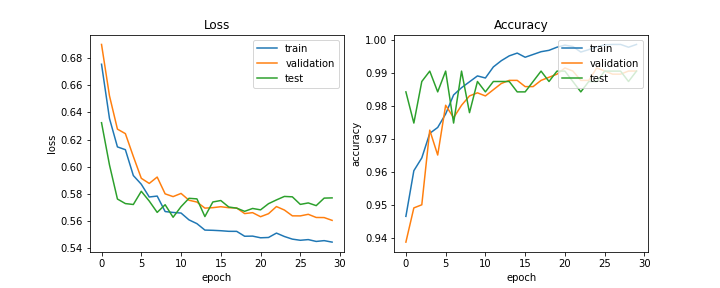 Loss
train
validation
test
0.68
0.66
0.64
0.62
0.60
0.58
0.56
0.54
loss
0 5 10 15 20 25 30
epoch
Accuracy
train
validation
test
1.00
0.99
0.98
0.97
0.96
0.95
0.94
accuracy
0 5 10 15 20 25 30
epoch